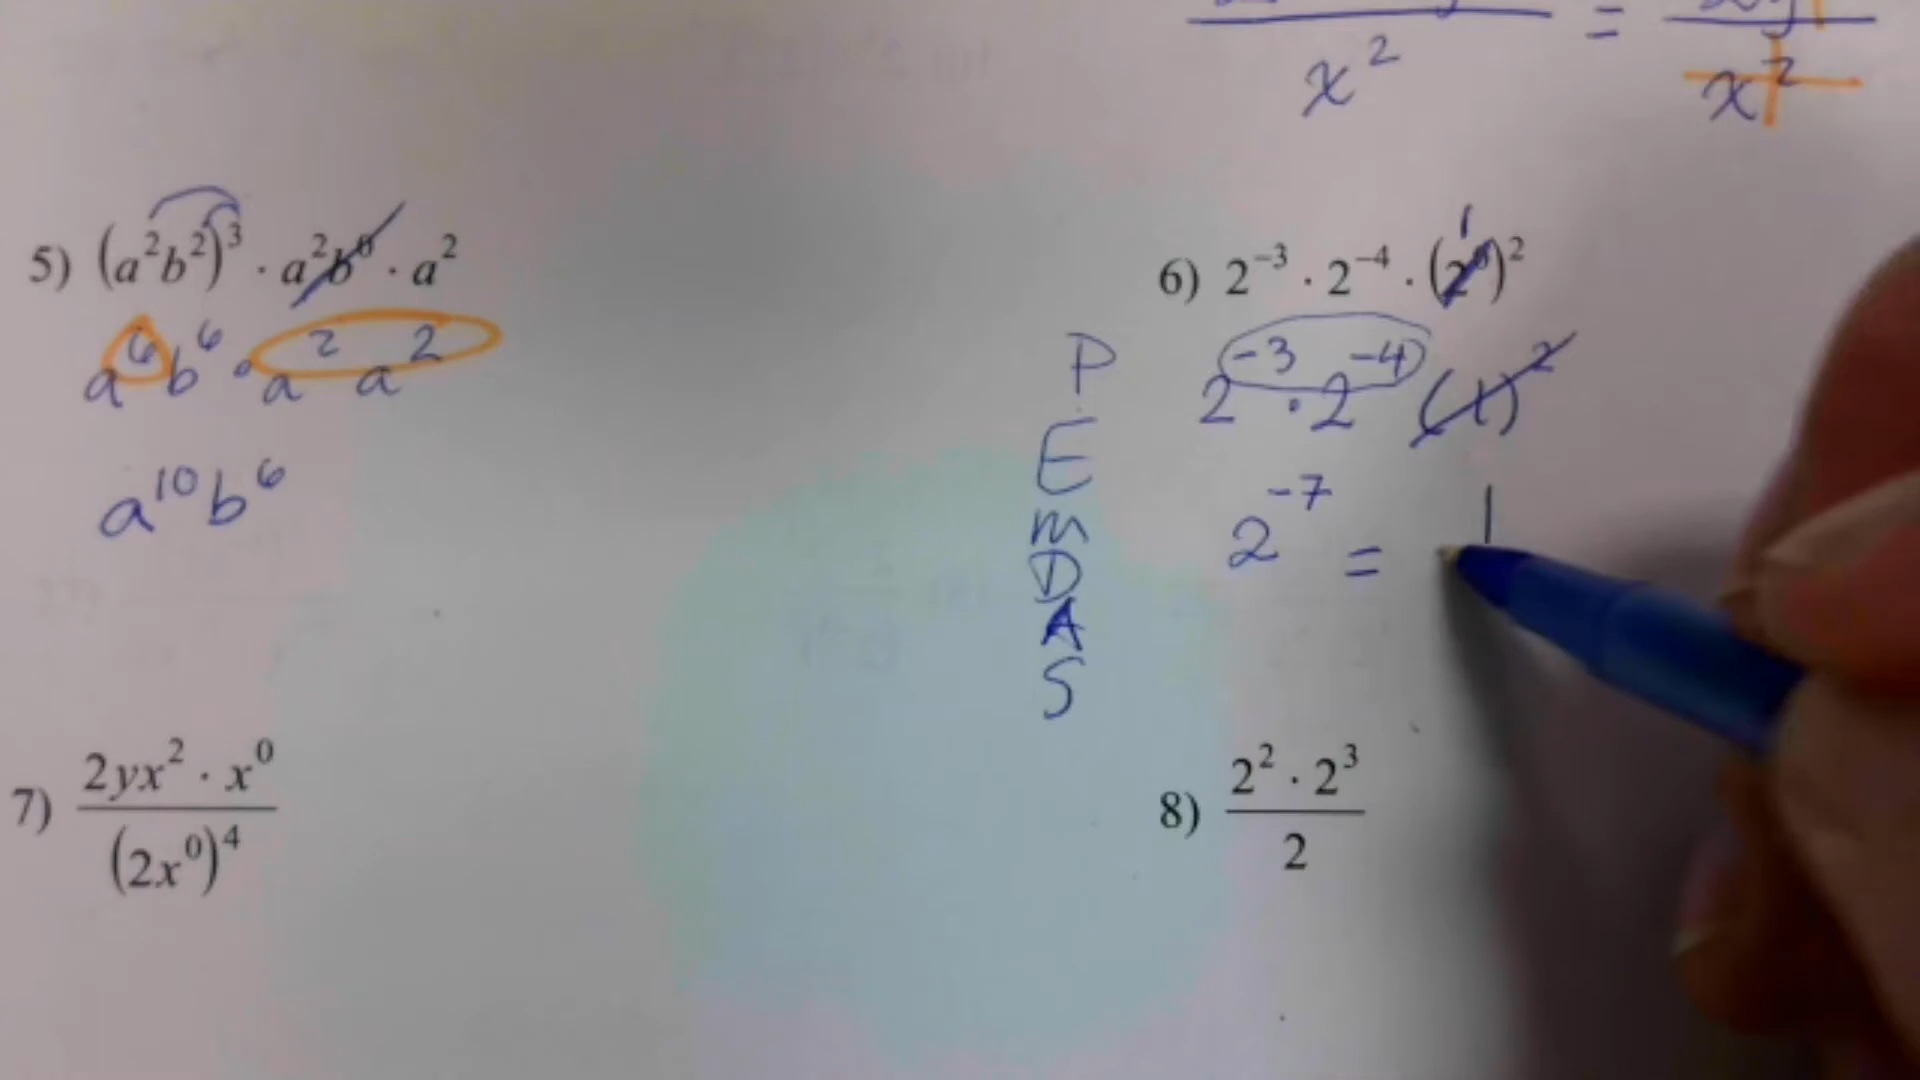 x² = x²
5) (a²b²)³ · a²b⁰ · a²
a⁶b⁶ · a² a²
a¹⁰b⁶
6) 2⁻³ · 2⁻⁴ · (2⁰)²
1
2⁻³ · 2⁻⁴ (1)²
2⁻⁷ = 1
P
E
M
D
A
S
7) 2yx² · x⁰
(2x⁰)⁴
8) 2² · 2³
2